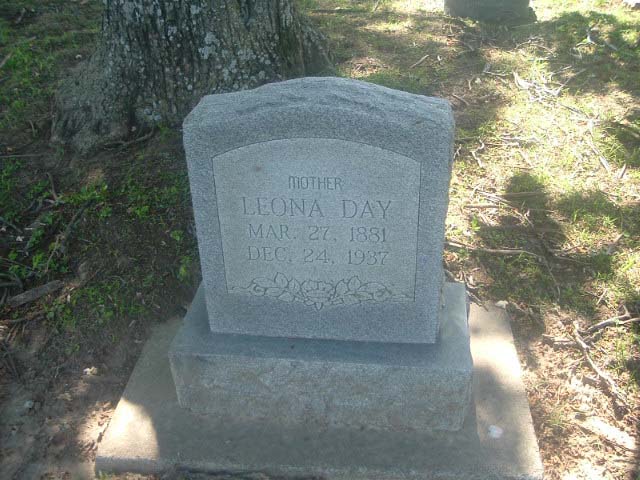 MOTHER
LEONA DAY
MAR. 27, 1881
DEC. 24, 1937